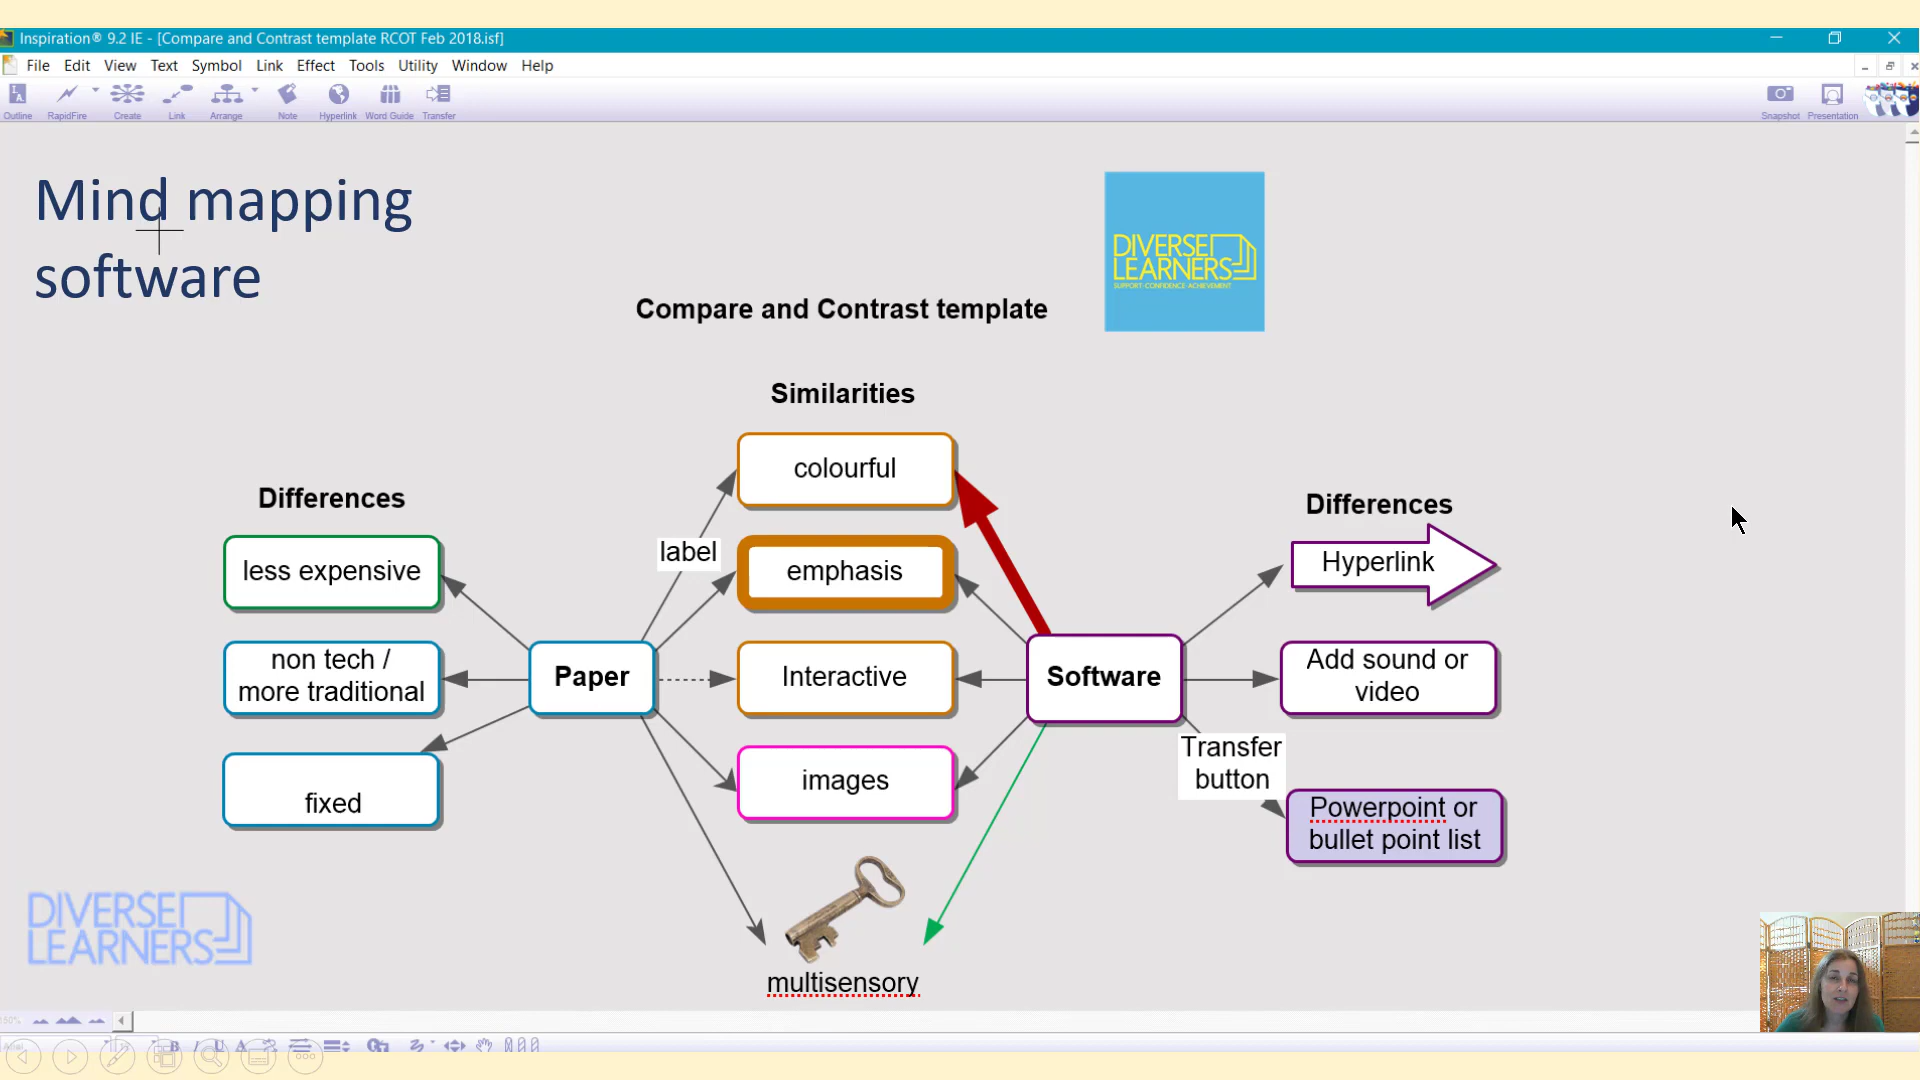 Inspiration® 9.2 IE - [Compare and Contrast template RCOT Feb 2018.isf]
File Edit View Text Symbol Link Effect Tools Utility Window Help
Outline RapidFire Create Link Arrange Note Hyperlink Word Guide Transfer Snapshot Presentation
Mind mapping
software
DIVERSE
LEARNERS
SUPPORT·CONFIDENCE·ACHIEVEMENT
Compare and Contrast template
Similarities
colourful
Differences
Differences
label
less expensive
emphasis
Hyperlink
non tech /
more traditional
Paper
Interactive
Software
Add sound or
video
Transfer
button
fixed
images
Powerpoint or
bullet point list
DIVERSE
LEARNERS
multisensory